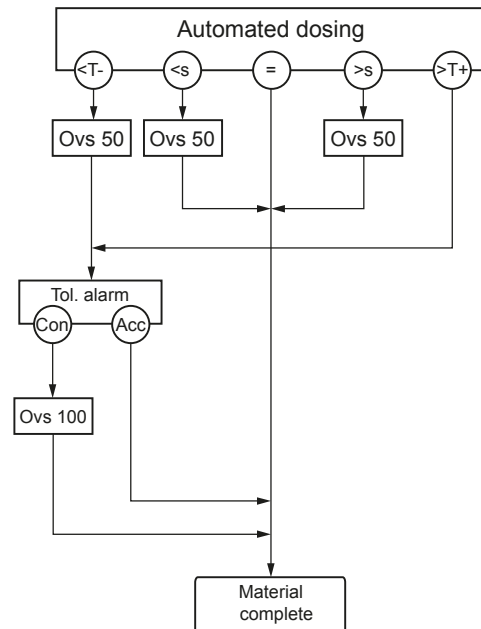 Automated dosing
<T-
<s
=
>s
>T+
Ovs 50
Ovs 50
Ovs 50
Tol. alarm
Con
Acc
Ovs 100
Material
complete